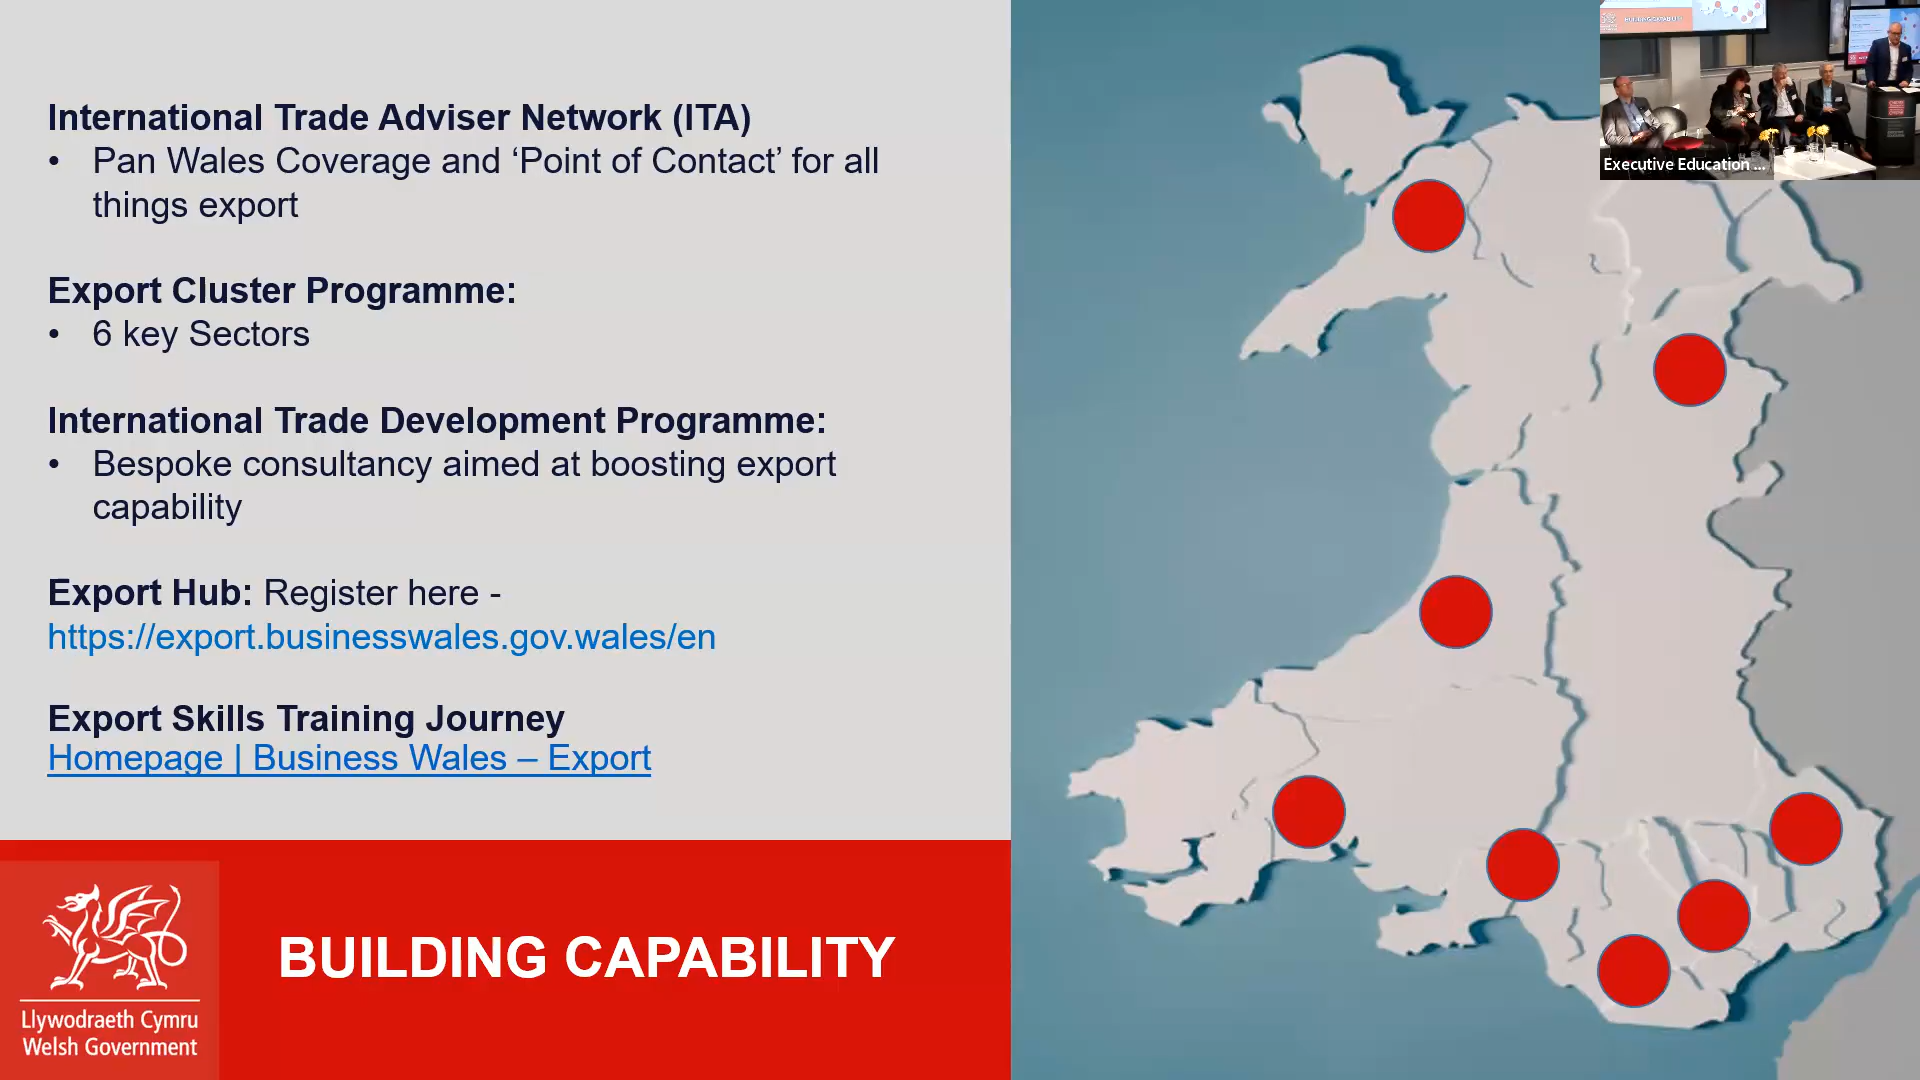 International Trade Adviser Network (ITA)
• Pan Wales Coverage and ‘Point of Contact’ for all
things export
Export Cluster Programme:
• 6 key Sectors
International Trade Development Programme:
• Bespoke consultancy aimed at boosting export
capability
Export Hub: Register here -
https://export.businesswales.gov.wales/en
Export Skills Training Journey
Homepage | Business Wales – Export
BUILDING CAPABILITY
Llywodraeth Cymru
Welsh Government
Executive Education ...